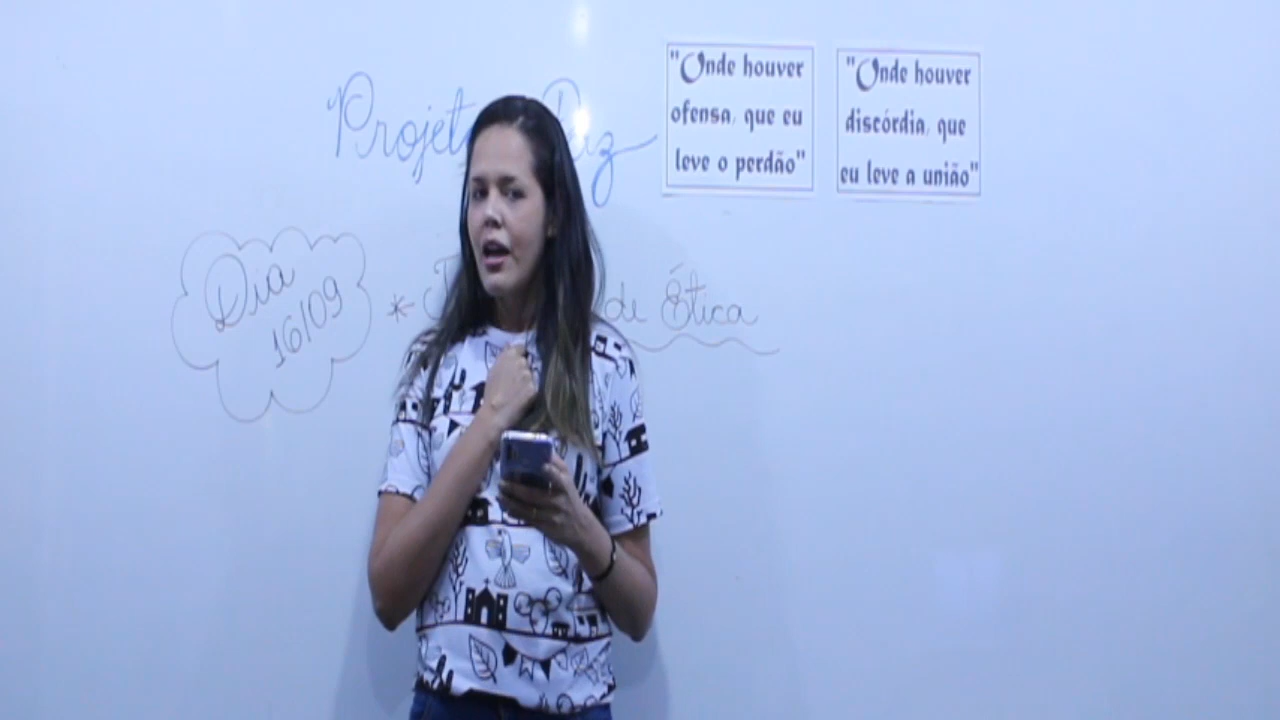 Projet Paz
"Onde houver
ofensa, que eu
leve o perdão"
"Onde houver
discórdia, que
eu leve a união"
Dia
16/09
* de Ética